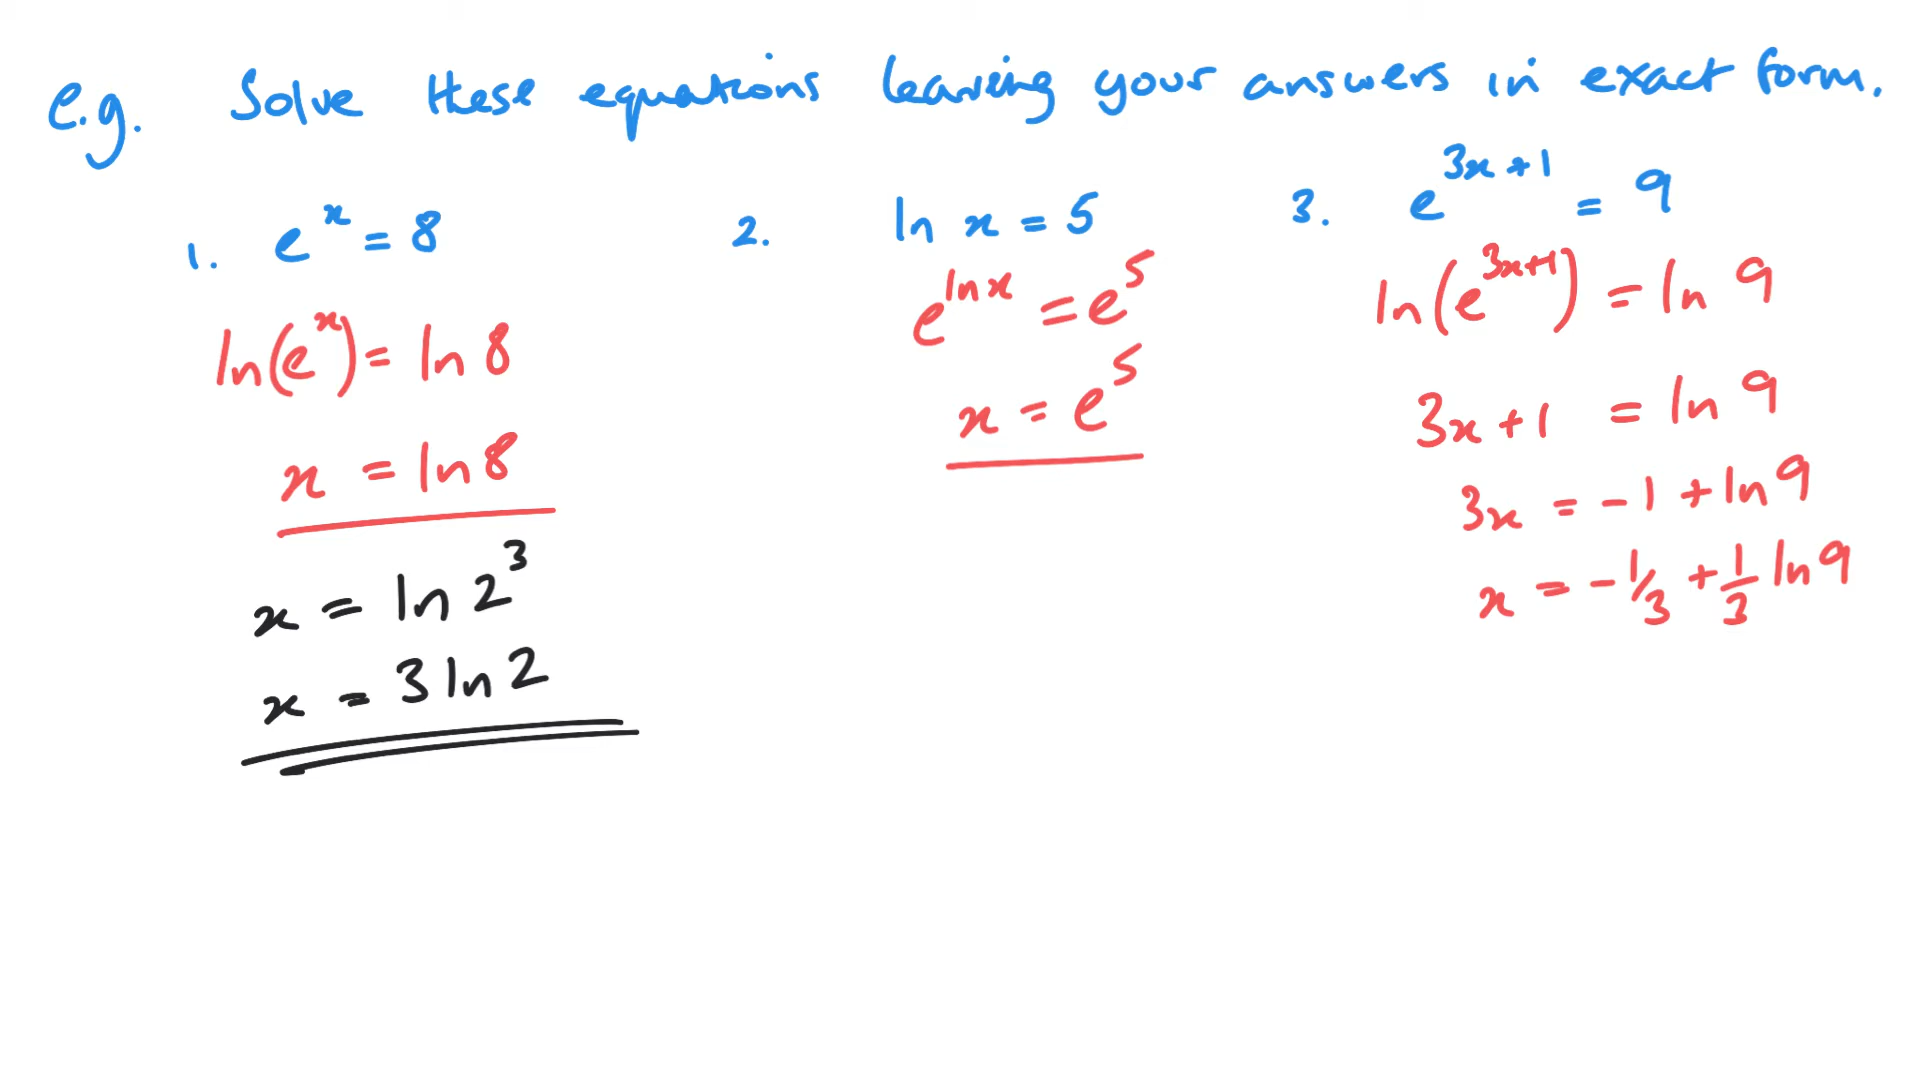 e.g. Solve these equations leaving your answers in exact form.
1. e^x = 8
ln(e^x) = ln 8
x = ln 8
x = ln 2^3
x = 3 ln 2
2. ln x = 5
e^{ln x} = e^5
x = e^5
3. e^{3x+1} = 9
ln(e^{3x+1}) = ln 9
3x + 1 = ln 9
3x = -1 + ln 9
x = -1/3 + 1/3 ln 9